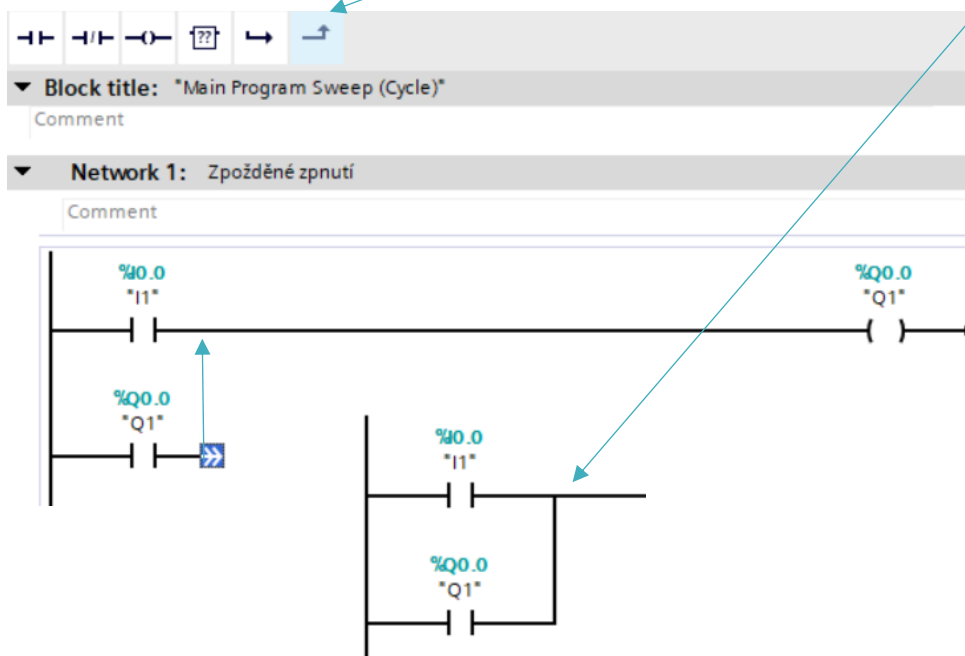 ??
Block title: "Main Program Sweep (Cycle)"
Comment
Network 1: Zpožděné zpnutí
Comment
%I0.0
"I1"
%Q0.0
"Q1"
%Q0.0
"Q1"
%I0.0
"I1"
%Q0.0
"Q1"